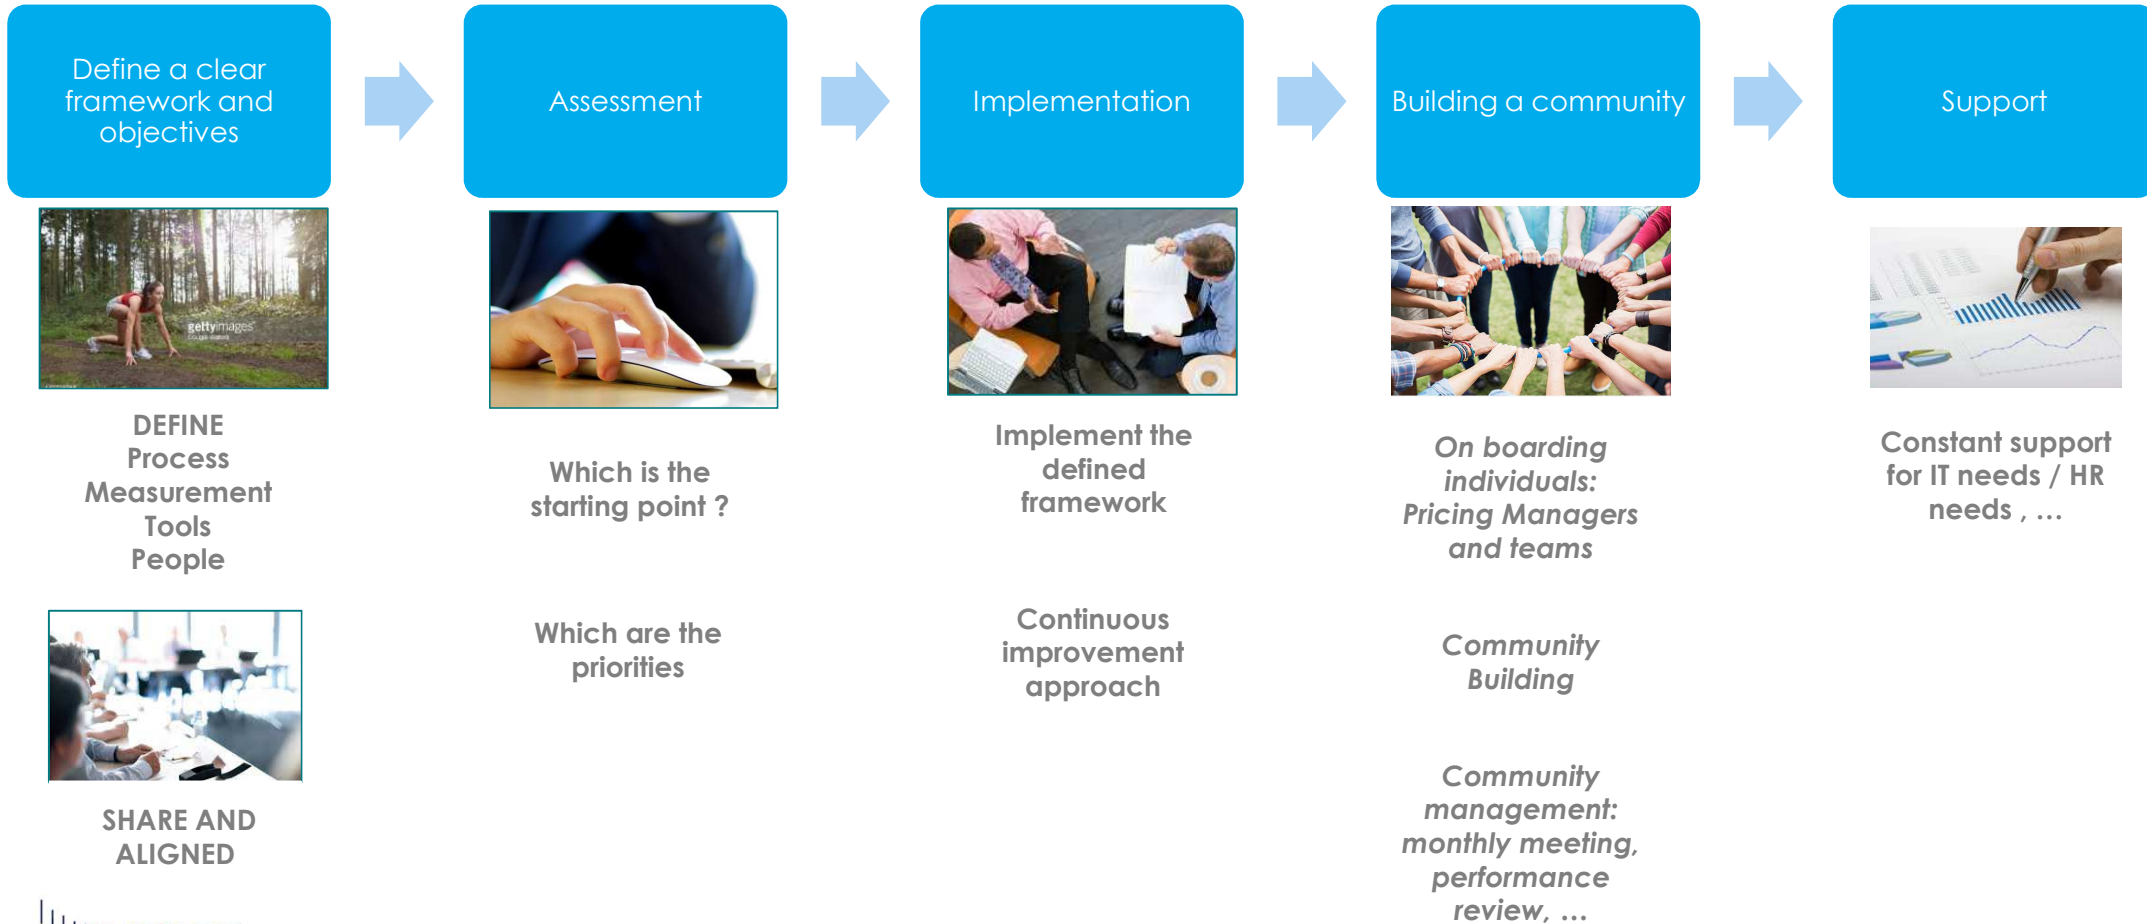 Define a clear
framework and
objectives
Assessment
Implementation
Building a community
Support
gettyimages
DEFINE
Process
Measurement
Tools
People
SHARE AND
ALIGNED
Which is the
starting point ?
Which are the
priorities
Implement the
defined
framework
Continuous
improvement
approach
On boarding
individuals:
Pricing Managers
and teams
Community
Building
Community
management:
monthly meeting,
performance
review, ...
Constant support
for IT needs / HR
needs , ...